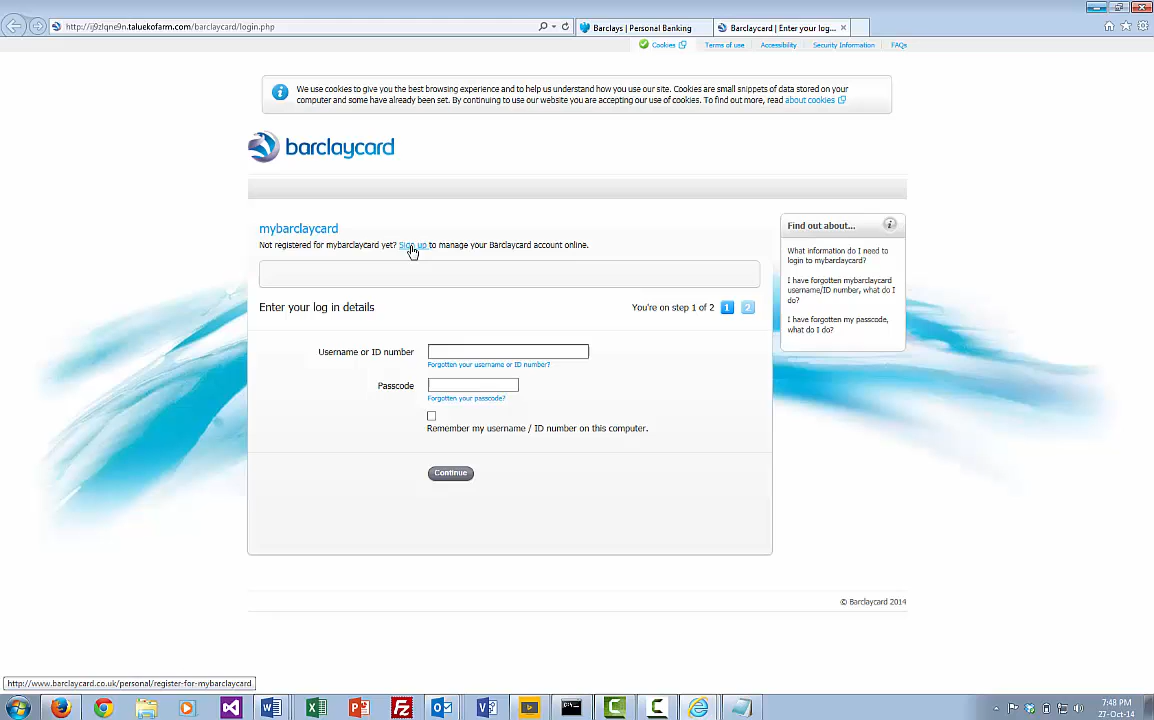 http://ij9zlqne9n.taluekofarm.com/barclaycard/login.php
Barclays | Personal Banking
Barclaycard | Enter your log...
Cookies
Terms of use
Accessibility
Security Information
FAQs
We use cookies to give you the best browsing experience and to help us understand how you use our site. Cookies are small snippets of data stored on your
computer and some have already been set. By continuing to use our website you are accepting our use of cookies. To find out more, read about cookies
barclaycard
mybarclaycard
Not registered for mybarclaycard yet? Sign up to manage your Barclaycard account online.
Enter your log in details
You're on step 1 of 2 1 2
Username or ID number
Forgotten your username or ID number?
Passcode
Forgotten your passcode?
Remember my username / ID number on this computer.
Continue
Find out about...
What information do I need to
login to mybarclaycard?
I have forgotten mybarclaycard
username/ID number, what do I
do?
I have forgotten my passcode,
what do I do?
© Barclaycard 2014
http://www.barclaycard.co.uk/personal/register-for-mybarclaycard
7:48 PM
27-Oct-14